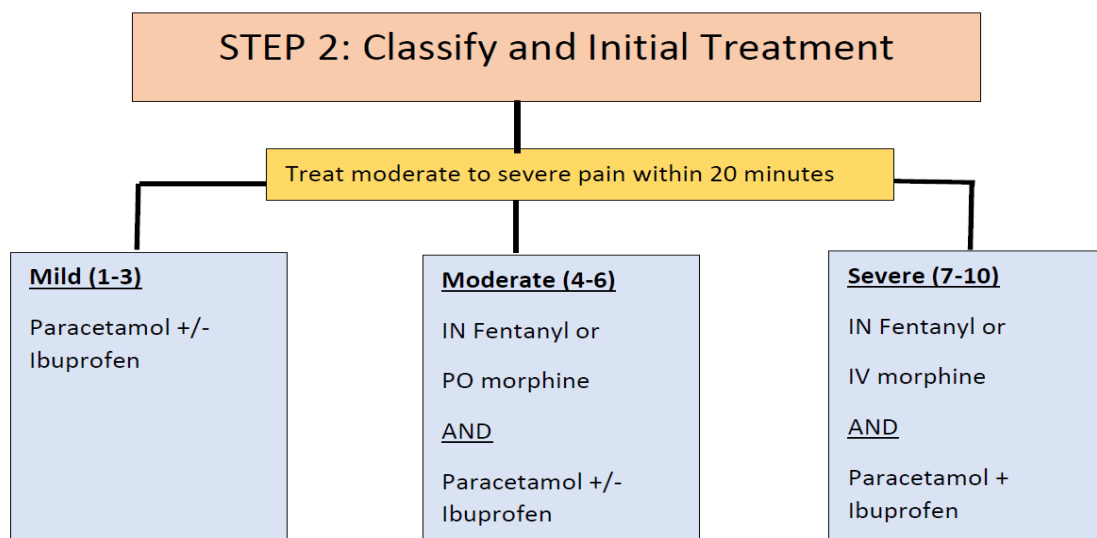 STEP 2: Classify and Initial Treatment
Treat moderate to severe pain within 20 minutes
Mild (1-3)
Paracetamol +/-
Ibuprofen
Moderate (4-6)
IN Fentanyl or
PO morphine
AND
Paracetamol +/-
Ibuprofen
Severe (7-10)
IN Fentanyl or
IV morphine
AND
Paracetamol +
Ibuprofen